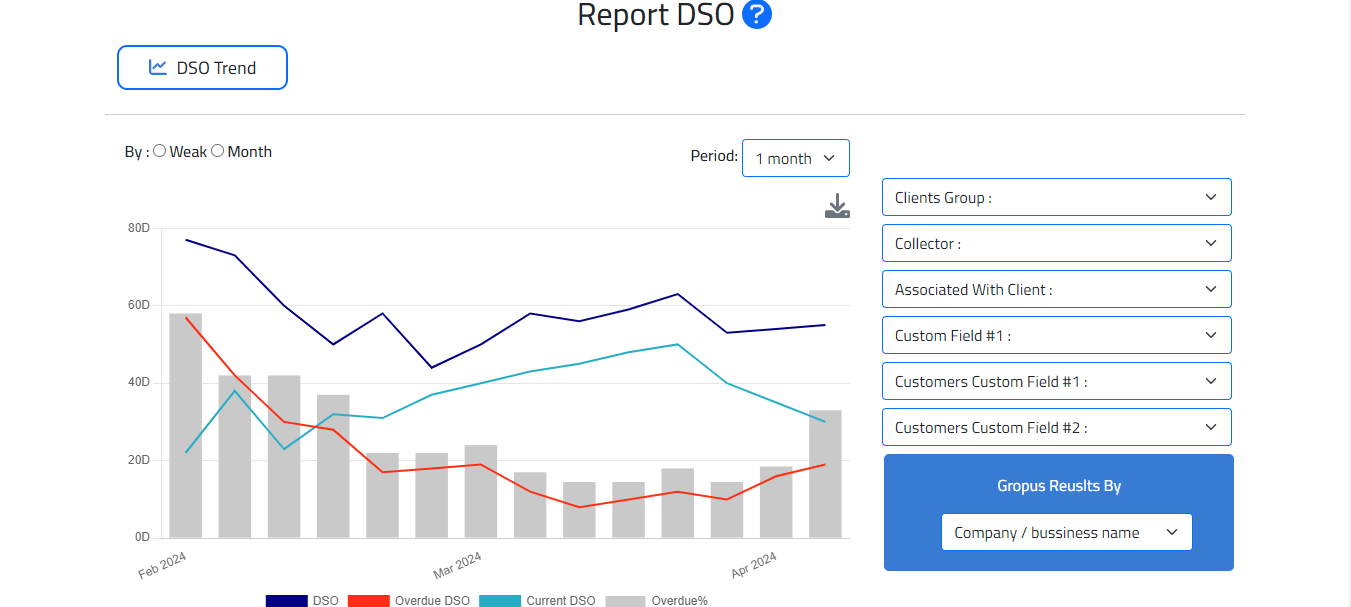 Report DSO ?
DSO Trend
By : Weak Month
Period: 1 month
Clients Group :
Collector :
Associated With Client :
Custom Field #1 :
Customers Custom Field #1 :
Customers Custom Field #2 :
Gropus Reuslts By
Company / bussiness name
80D
60D
40D
20D
0D
Feb 2024
Mar 2024
Apr 2024
DSO Overdue DSO Current DSO Overdue%